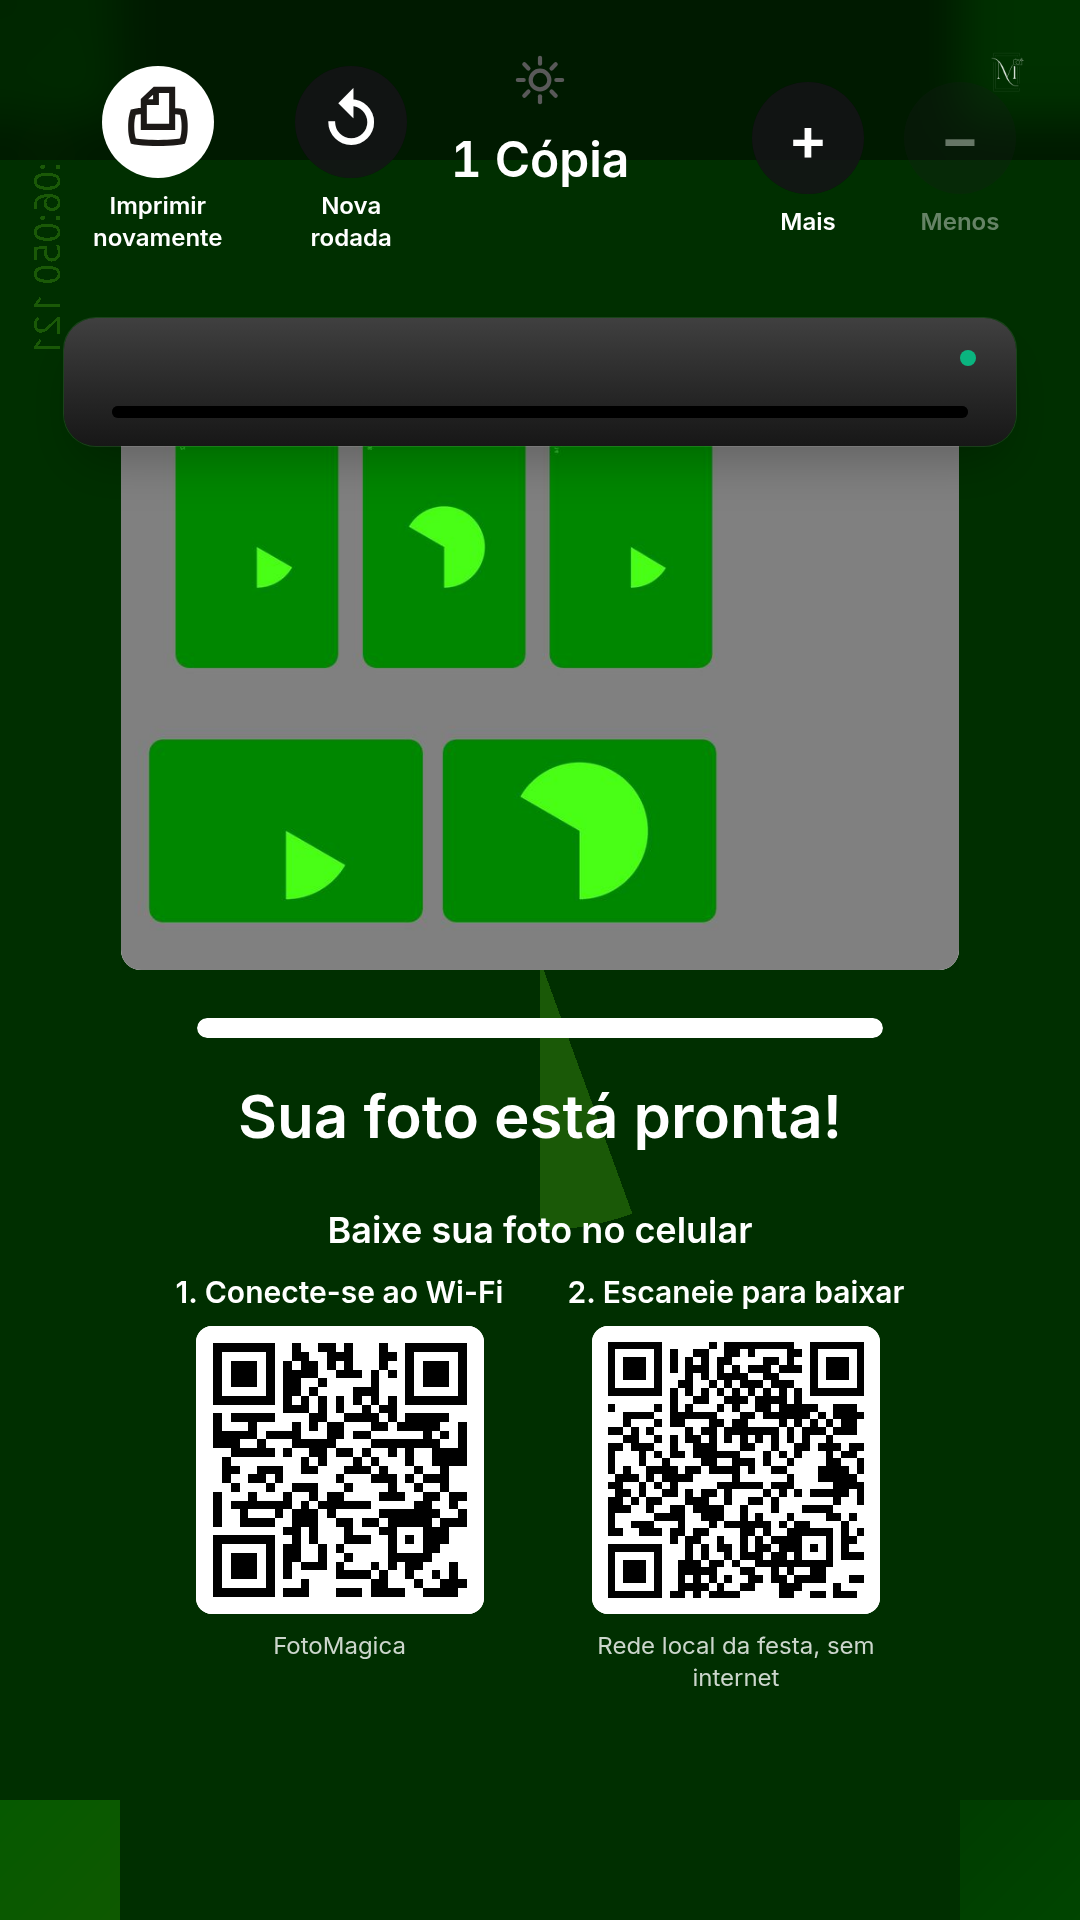 1 Cópia
Imprimir
novamente
Nova
rodada
Mais
Menos
Sua foto está pronta!
Baixe sua foto no celular
1. Conecte-se ao Wi-Fi
2. Escaneie para baixar
FotoMagica
Rede local da festa, sem
internet